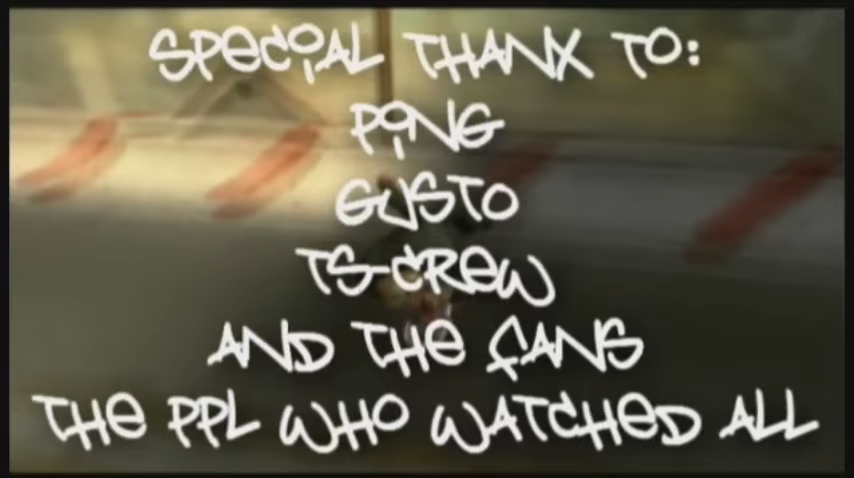 SPECIAL THANX TO:
PING
GUSTO
TS-CREW
AND THE FANS
THE PPL WHO WATCHED ALL